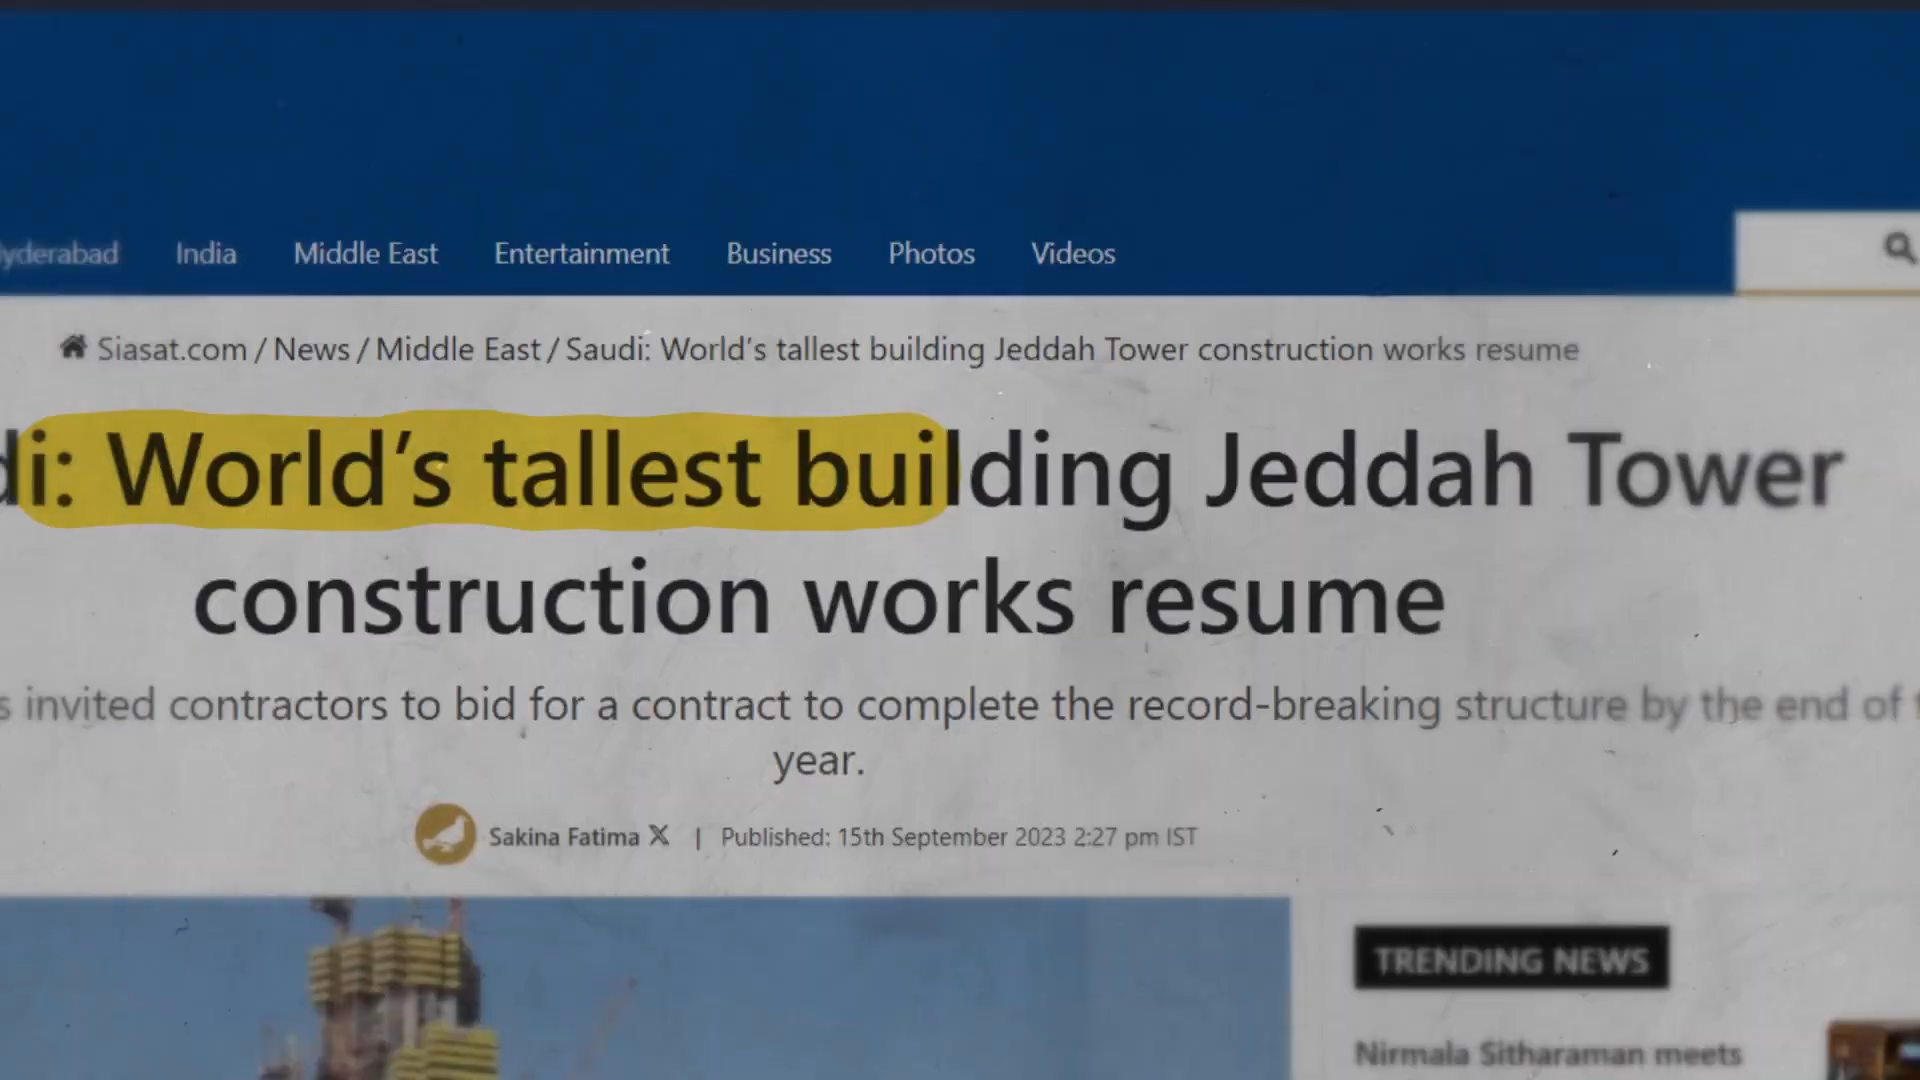 India Middle East Entertainment Business Photos Videos
Siasat.com / News / Middle East / Saudi: World's tallest building Jeddah Tower construction works resume
di: World's tallest building Jeddah Tower
construction works resume
s invited contractors to bid for a contract to complete the record-breaking structure by the end of
year.
Sakina Fatima X | Published: 15th September 2023 2:27 pm IST
TRENDING NEWS
Nirmala Sitharaman meets